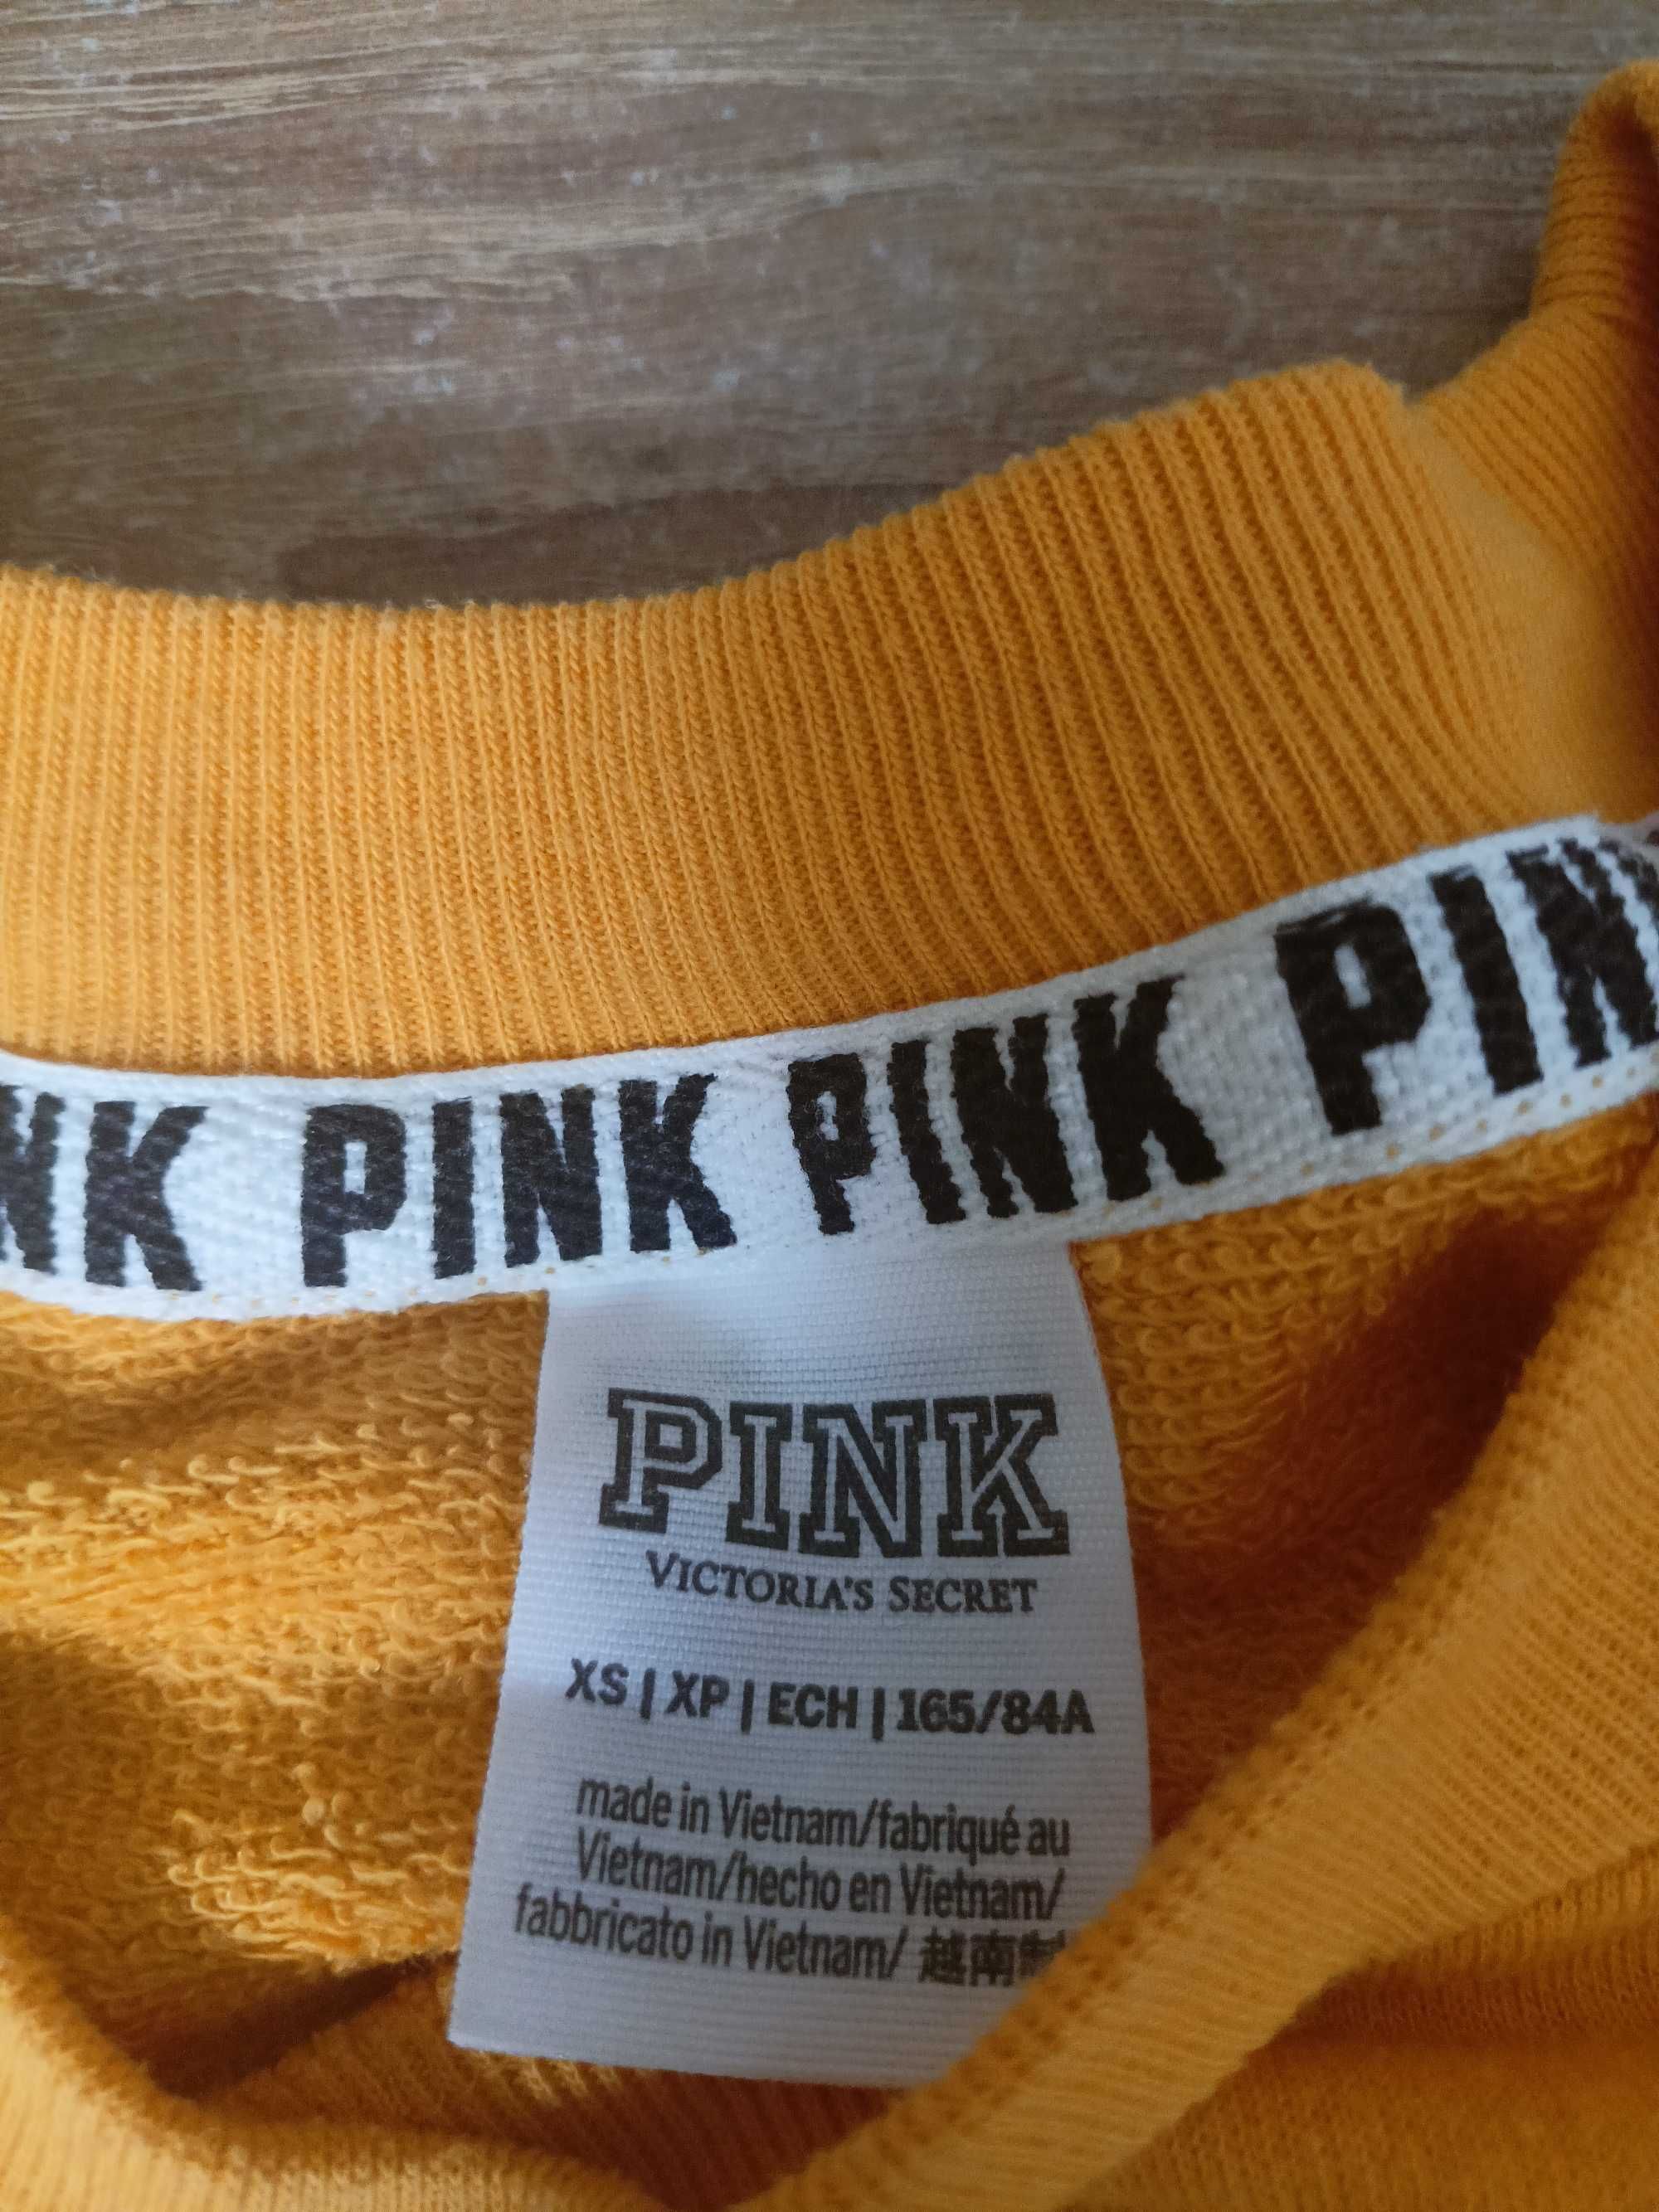 NK PINK PINK PIN
PINK
VICTORIA'S SECRET
XS | XP | ECH | 165/84A
made in Vietnam/fabriqué au
Vietnam/hecho en Vietnam/
fabbricato in Vietnam/ 越南制